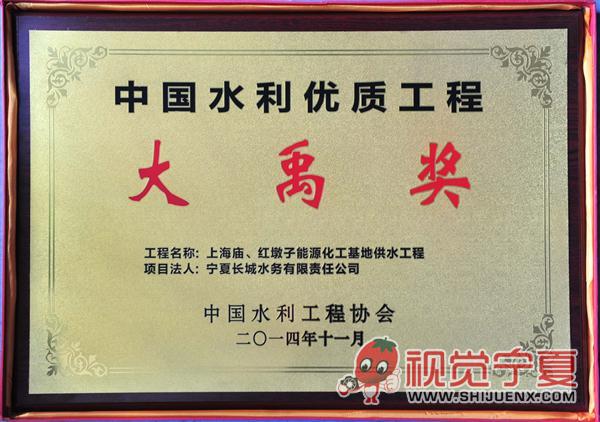 中国水利优质工程
大禹奖
工程名称：上海庙、红墩子能源化工基地供水工程
项目法人：宁夏长城水务有限责任公司
中国水利工程协会
二〇一四年十一月
视觉宁夏
WWW.SHIJUENX.COM